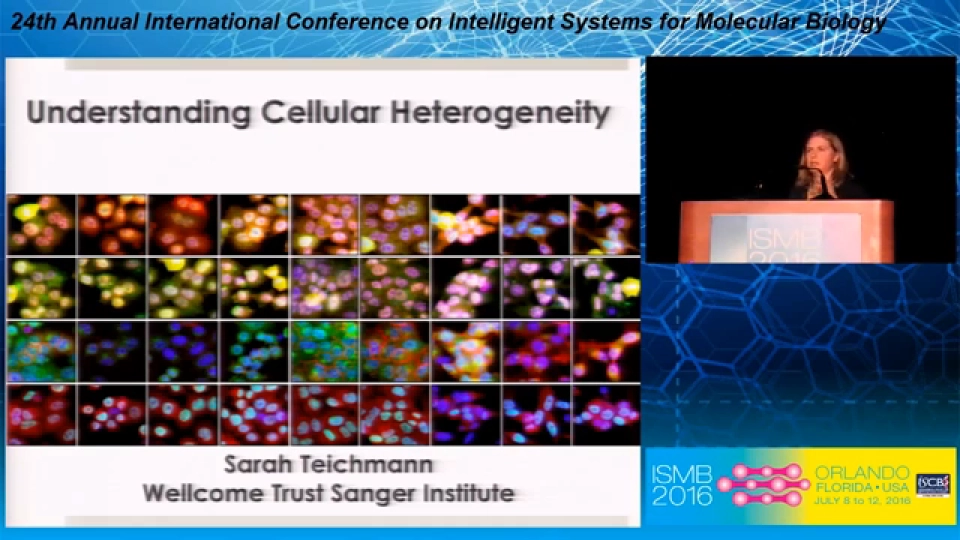 24th Annual International Conference on Intelligent Systems for Molecular Biology
Understanding Cellular Heterogeneity
Sarah Teichmann
Wellcome Trust Sanger Institute
ISMB
2016
ISMB
2016
ORLANDO
FLORIDA • USA
JULY 8 to 12, 2016
ISCB